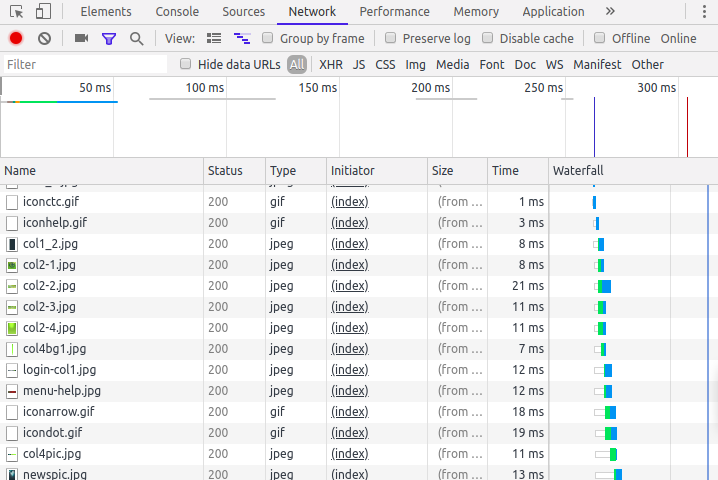 Elements Console Sources Network Performance Memory Application »
View: Group by frame Preserve log Disable cache Offline Online
Filter Hide data URLs All XHR JS CSS Img Media Font Doc WS Manifest Other
50 ms 100 ms 150 ms 200 ms 250 ms 300 ms
Name Status Type Initiator Size Time Waterfall
iconctc.gif 200 gif (index) (from ... 1 ms
iconhelp.gif 200 gif (index) (from ... 3 ms
col1_2.jpg 200 jpeg (index) (from ... 8 ms
col2-1.jpg 200 jpeg (index) (from ... 8 ms
col2-2.jpg 200 jpeg (index) (from ... 21 ms
col2-3.jpg 200 jpeg (index) (from ... 11 ms
col2-4.jpg 200 jpeg (index) (from ... 11 ms
col4bg1.jpg 200 jpeg (index) (from ... 7 ms
login-col1.jpg 200 jpeg (index) (from ... 12 ms
menu-help.jpg 200 jpeg (index) (from ... 12 ms
iconarrow.gif 200 gif (index) (from ... 18 ms
icondot.gif 200 gif (index) (from ... 19 ms
col4pic.jpg 200 jpeg (index) (from ... 11 ms
newspic.jpg 200 jpeg (index) (from ... 13 ms